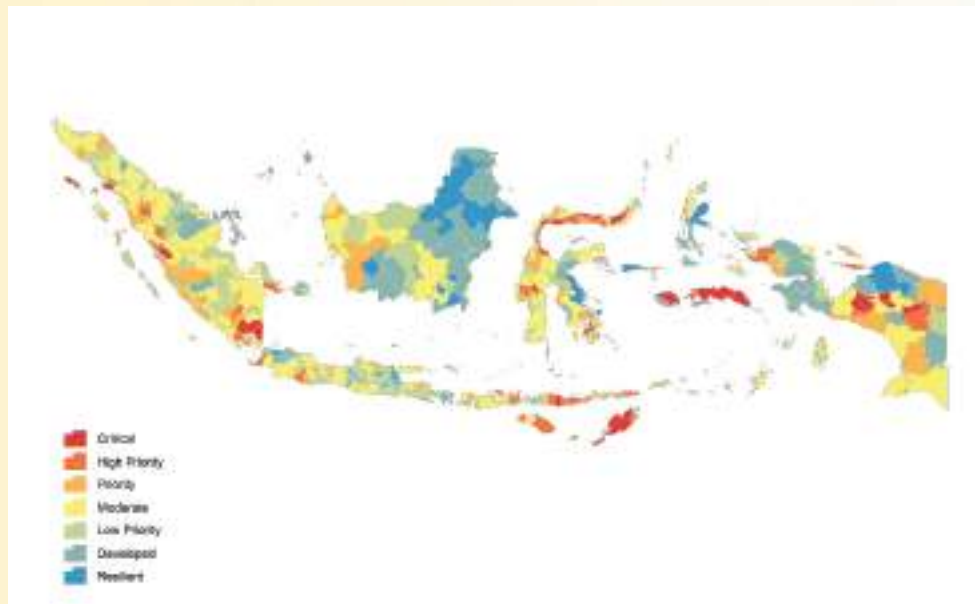 Critical
High Priority
Priority
Moderate
Low Priority
Developed
Resilient